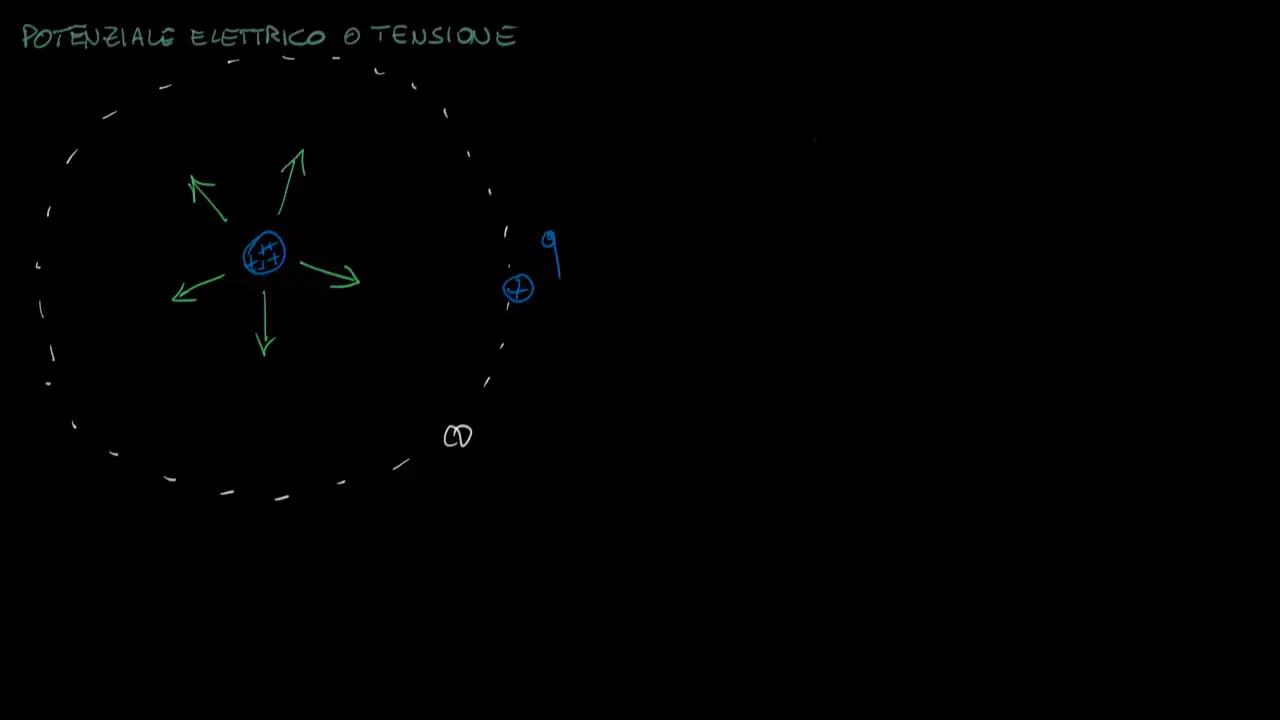 POTENZIALE ELETTRICO O TENSIONE
q
++
+++
+
∞